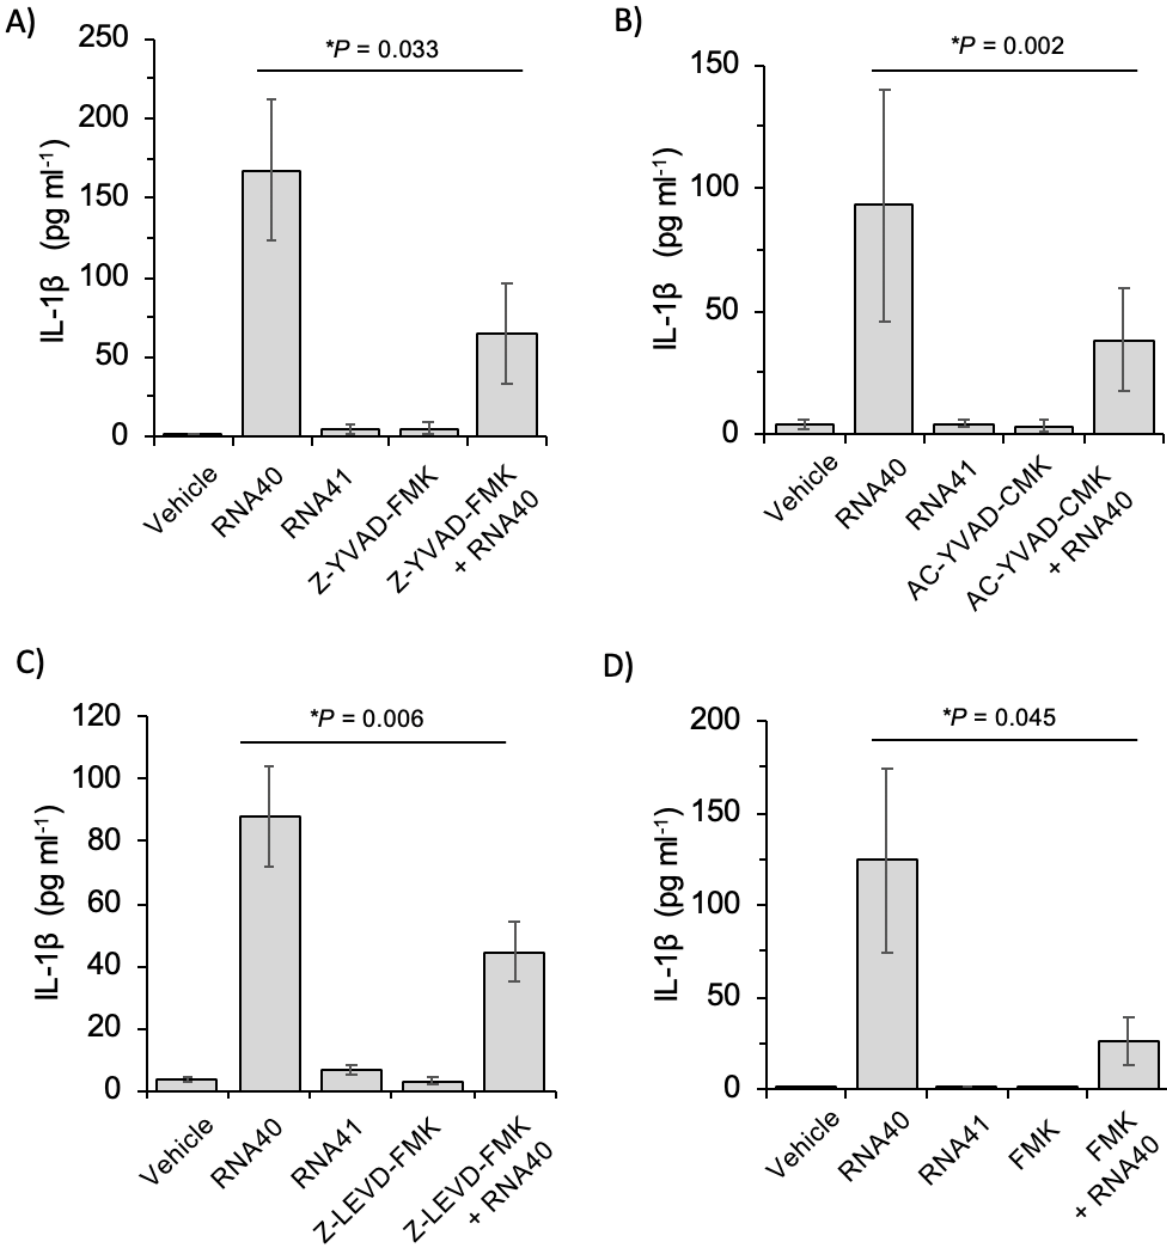 A)
*P = 0.033
250
200
150
100
50
0
IL-1β (pg ml-1)
Vehicle
RNA40
RNA41
Z-YVAD-FMK
Z-YVAD-FMK
+ RNA40
B)
*P = 0.002
150
100
50
0
IL-1β (pg ml-1)
Vehicle
RNA40
RNA41
AC-YVAD-CMK
AC-YVAD-CMK
+ RNA40
C)
*P = 0.006
120
100
80
60
40
20
0
IL-1β (pg ml-1)
Vehicle
RNA40
RNA41
Z-LEVD-FMK
Z-LEVD-FMK
+ RNA40
D)
*P = 0.045
200
150
100
50
0
IL-1β (pg ml-1)
Vehicle
RNA40
RNA41
FMK
FMK
+ RNA40